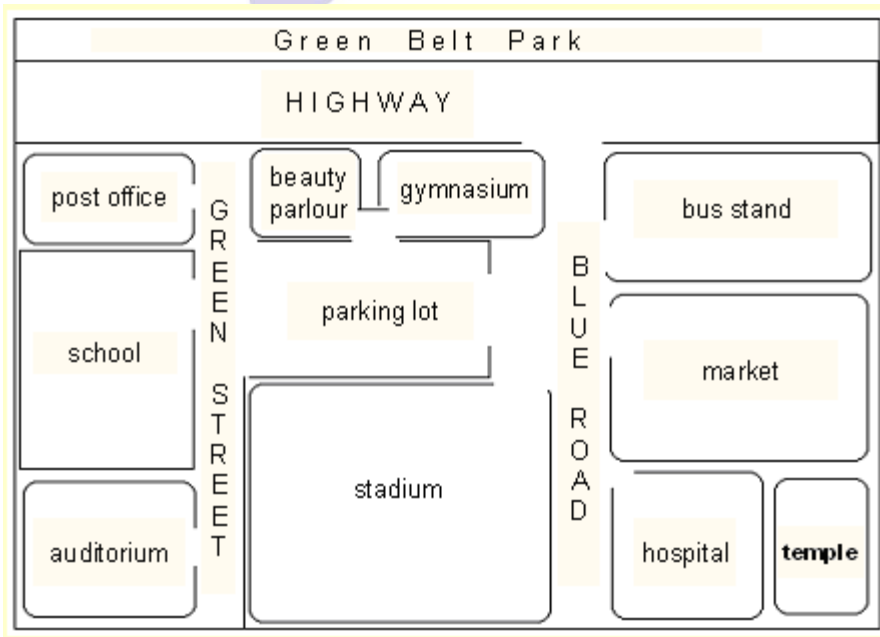 Green Belt Park
HIGHWAY
post office
beauty
parlour
gymnasium
bus stand
GREEN STREET
BLUE ROAD
parking lot
school
market
stadium
auditorium
hospital
temple